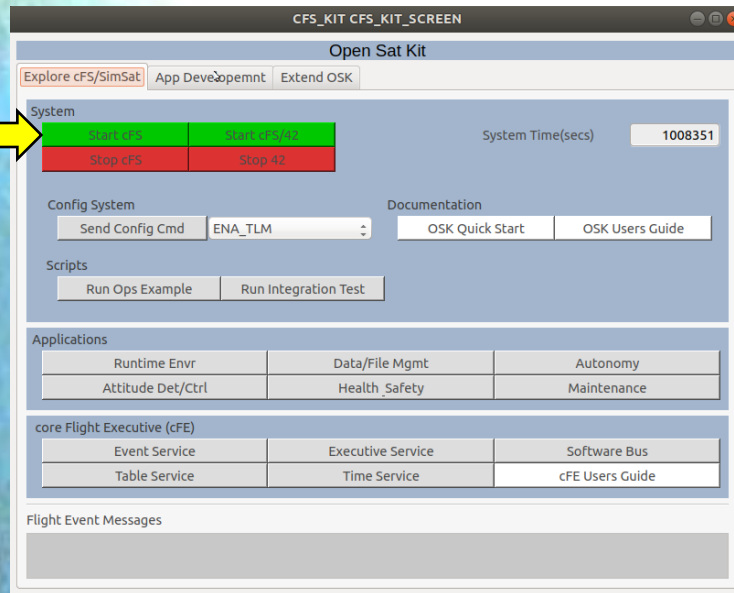 CFS_KIT CFS_KIT_SCREEN
Open Sat Kit
Explore cFS/SimSat App Developemnt Extend OSK
System
Start cFS Start cFS/42 System Time(secs) 1008351
Stop cFS Stop 42
Config System Documentation
Send Config Cmd ENA_TLM OSK Quick Start OSK Users Guide
Scripts
Run Ops Example Run Integration Test
Applications
Runtime Envr Data/File Mgmt Autonomy
Attitude Det/Ctrl Health_Safety Maintenance
core Flight Executive (cFE)
Event Service Executive Service Software Bus
Table Service Time Service cFE Users Guide
Flight Event Messages